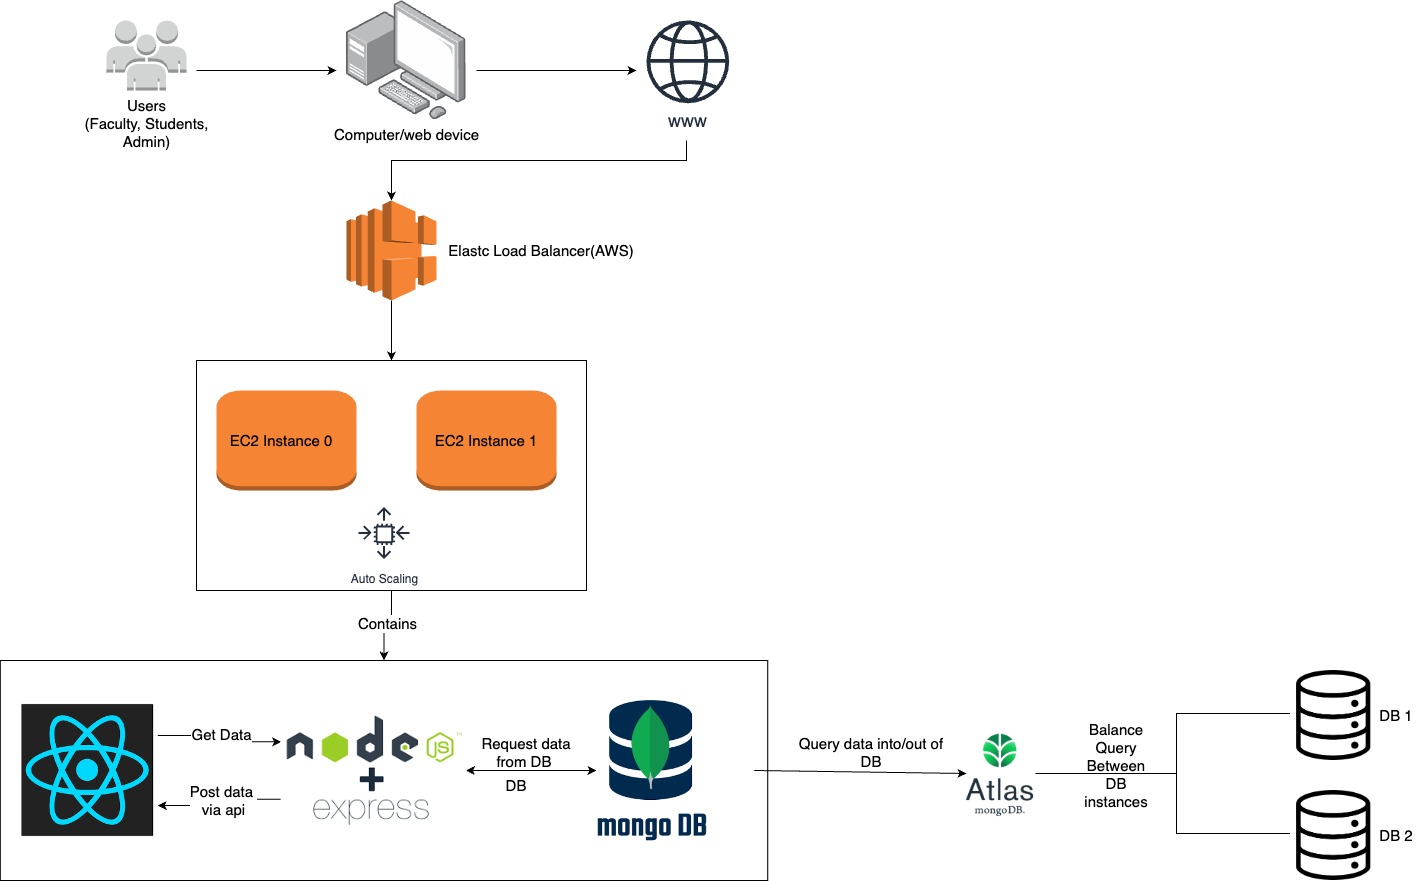 Users
(Faculty, Students,
Admin)
Computer/web device
www
Elastc Load Balancer(AWS)
EC2 Instance 0
EC2 Instance 1
Auto Scaling
Contains
Get Data
Post data
via api
node
JS
™
+
express
Request data
from DB
DB
mongo DB
Query data into/out of
DB
Atlas
mongoDB.
Balance
Query
Between
DB
instances
DB 1
DB 2